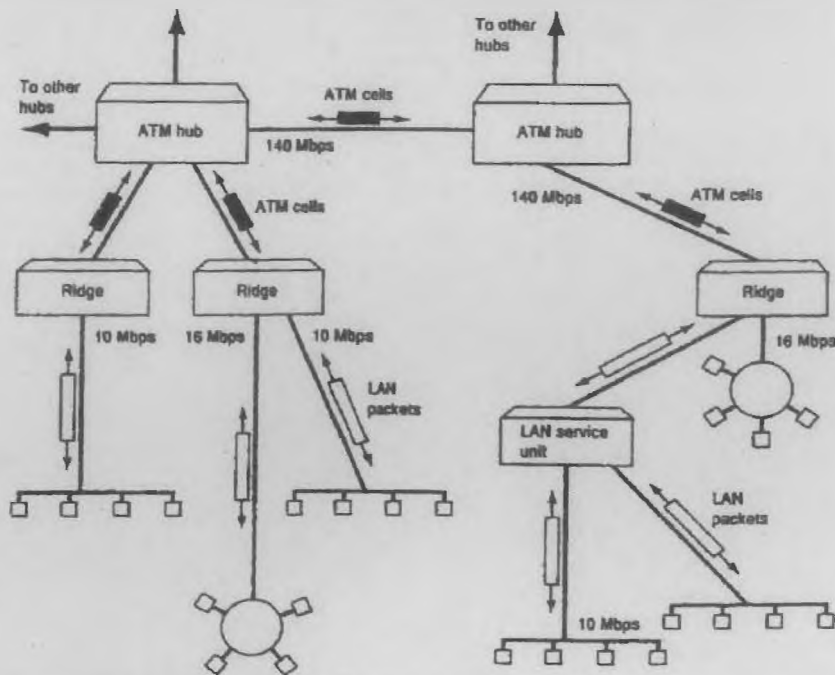 To other
hubs
To other
hubs
ATM cells
ATM hub
ATM hub
140 Mbps
140 Mbps
ATM cells
ATM cells
Ridge
Ridge
Ridge
10 Mbps
16 Mbps
10 Mbps
16 Mbps
LAN
packets
LAN service
unit
LAN
packets
10 Mbps